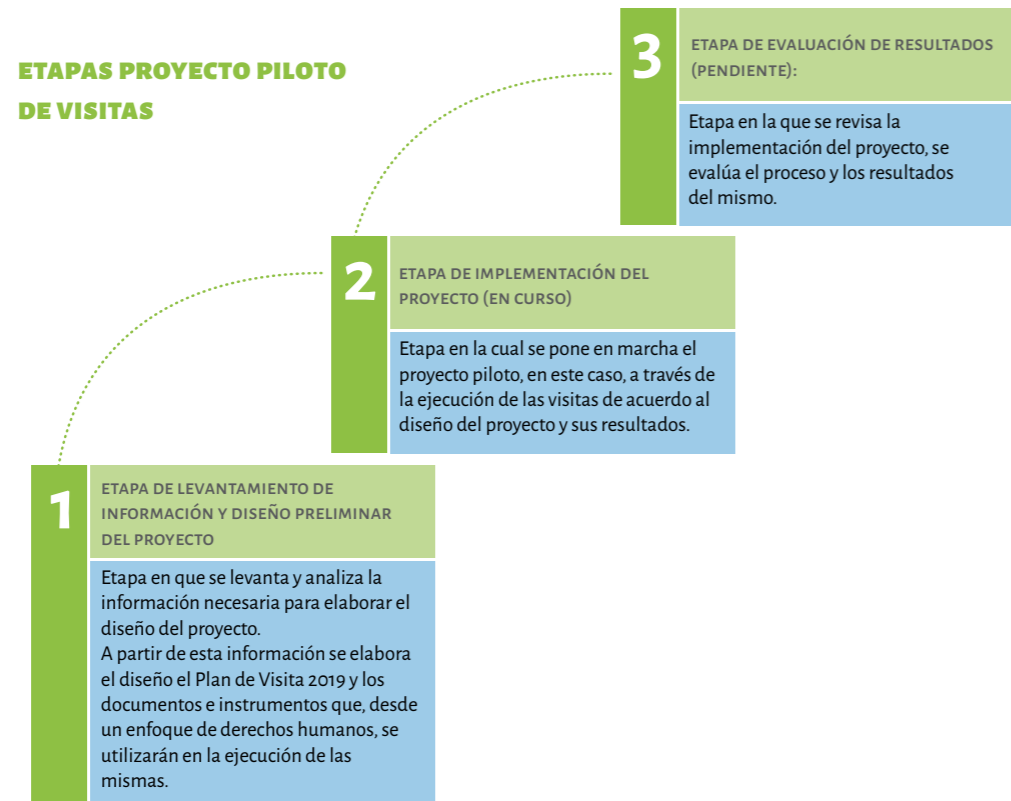 ETAPAS PROYECTO PILOTO
DE VISITAS
1
ETAPA DE LEVANTAMIENTO DE
INFORMACIÓN Y DISEÑO PRELIMINAR
DEL PROYECTO
Etapa en que se levanta y analiza la
información necesaria para elaborar el
diseño del proyecto.
A partir de esta información se elabora
el diseño el Plan de Visita 2019 y los
documentos e instrumentos que, desde
un enfoque de derechos humanos, se
utilizarán en la ejecución de las
mismas.
2
ETAPA DE IMPLEMENTACIÓN DEL
PROYECTO (EN CURSO)
Etapa en la cual se pone en marcha el
proyecto piloto, en este caso, a través de
la ejecución de las visitas de acuerdo al
diseño del proyecto y sus resultados.
3
ETAPA DE EVALUACIÓN DE RESULTADOS
(PENDIENTE):
Etapa en la que se revisa la
implementación del proyecto, se
evalúa el proceso y los resultados
del mismo.